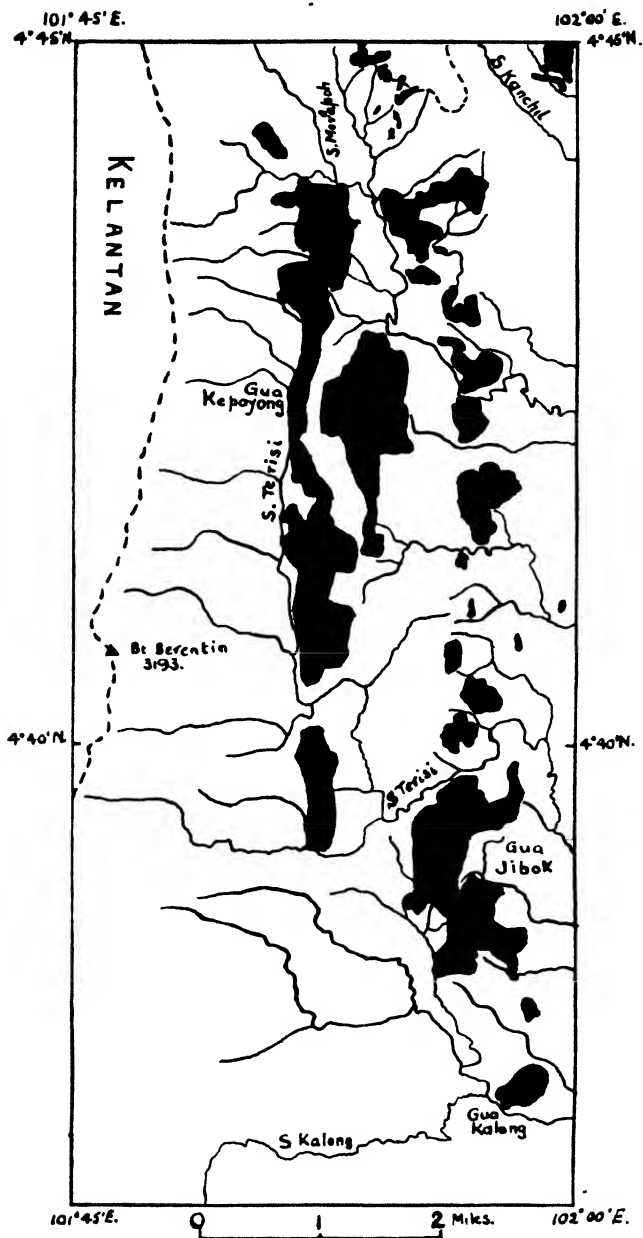 101°45'E. 102°00'E.
4°45'N 4°45'N.
S. Merapoh
S Kanchil
KELANTAN
Gua
Kepayong
S. Terisi
Bt Berentin
3193.
4°40'N. 4°40'N.
S Terisi
Gua
Jibok
Gua
Kalong
S Kalong
101°45'E. 102°00'E.
0 1 2 Miles.